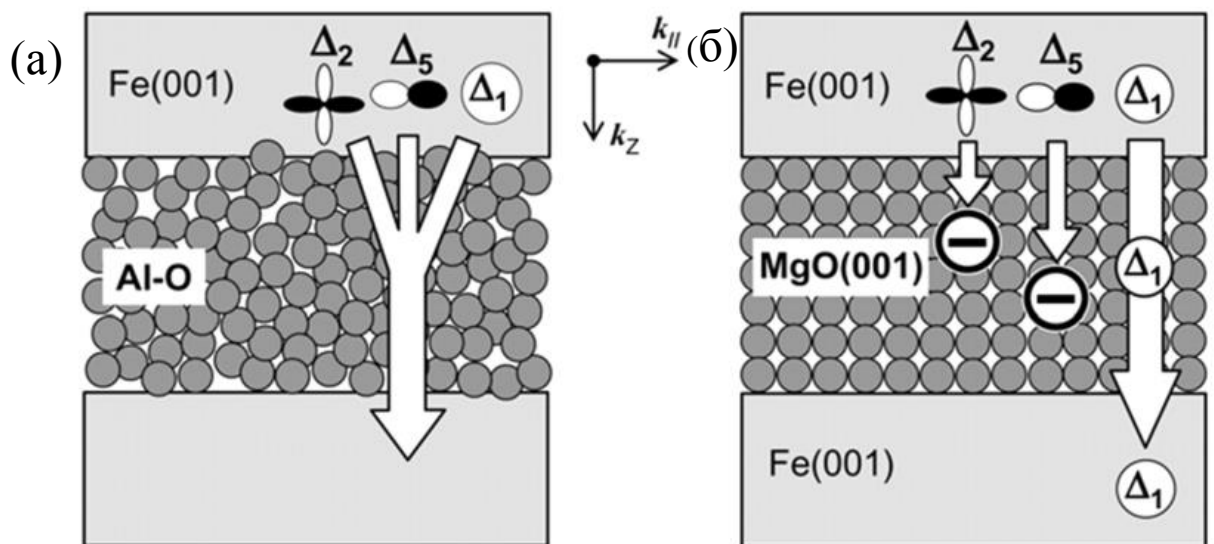 (а)
Δ₂ Δ₅
Fe(001) Δ₁
Al-O
k//
kZ
(б)
Δ₂ Δ₅
Fe(001) Δ₁
MgO(001)
Δ₁
Fe(001)
Δ₁